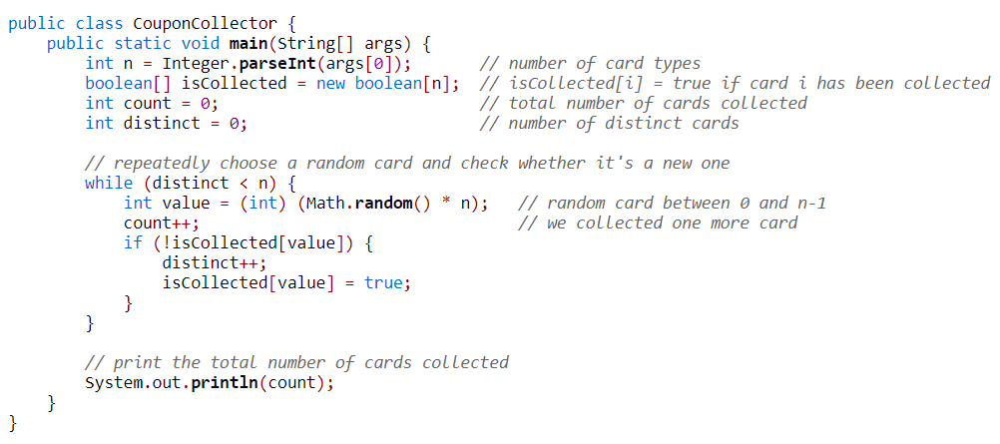 public class CouponCollector {
    public static void main(String[] args) {
        int n = Integer.parseInt(args[0]);       // number of card types
        boolean[] isCollected = new boolean[n];  // isCollected[i] = true if card i has been collected
        int count = 0;                           // total number of cards collected
        int distinct = 0;                        // number of distinct cards

        // repeatedly choose a random card and check whether it's a new one
        while (distinct < n) {
            int value = (int) (Math.random() * n);   // random card between 0 and n-1
            count++;                                 // we collected one more card
            if (!isCollected[value]) {
                distinct++;
                isCollected[value] = true;
            }
        }

        // print the total number of cards collected
        System.out.println(count);
    }
}